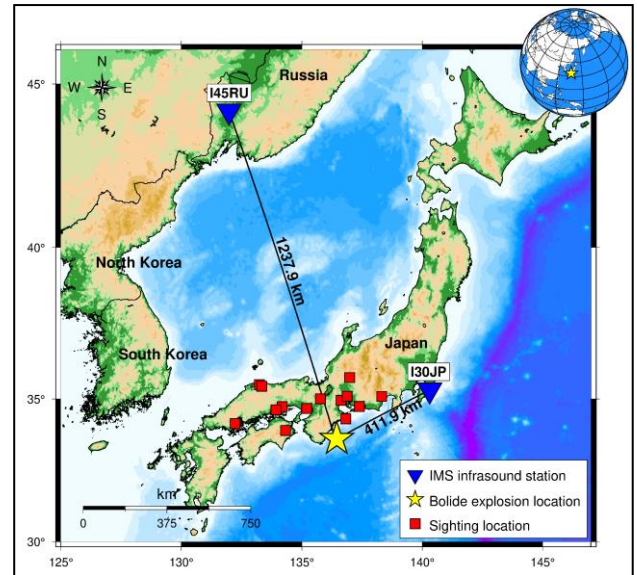 N
W E
S
45°
I45RU
Russia
40°
North Korea
1237.9 km
South Korea
Japan
I30JP
35°
411.9 km
km
0 375 750
IMS infrasound station
Bolide explosion location
Sighting location
30°
125° 130° 135° 140° 145°